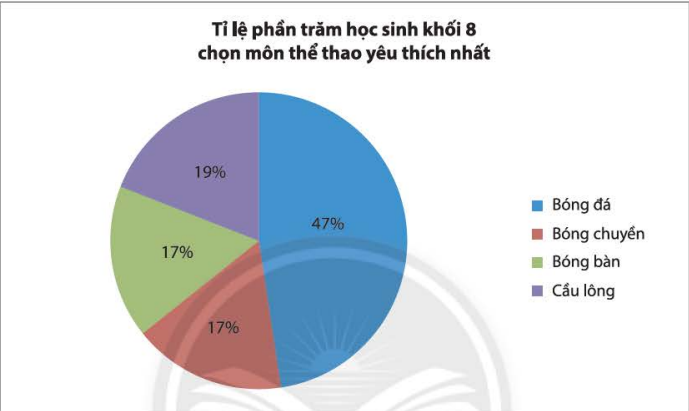 Tỉ lệ phần trăm học sinh khối 8
chọn môn thể thao yêu thích nhất
19%
47%
17%
17%
Bóng đá
Bóng chuyền
Bóng bàn
Cầu lông